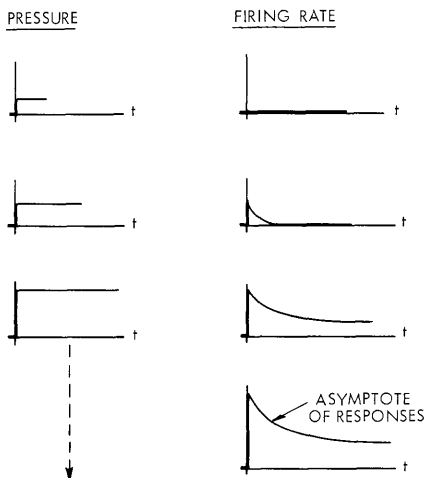 PRESSURE
FIRING RATE
t
t
t
t
t
t
ASYMPTOTE
OF RESPONSES
t